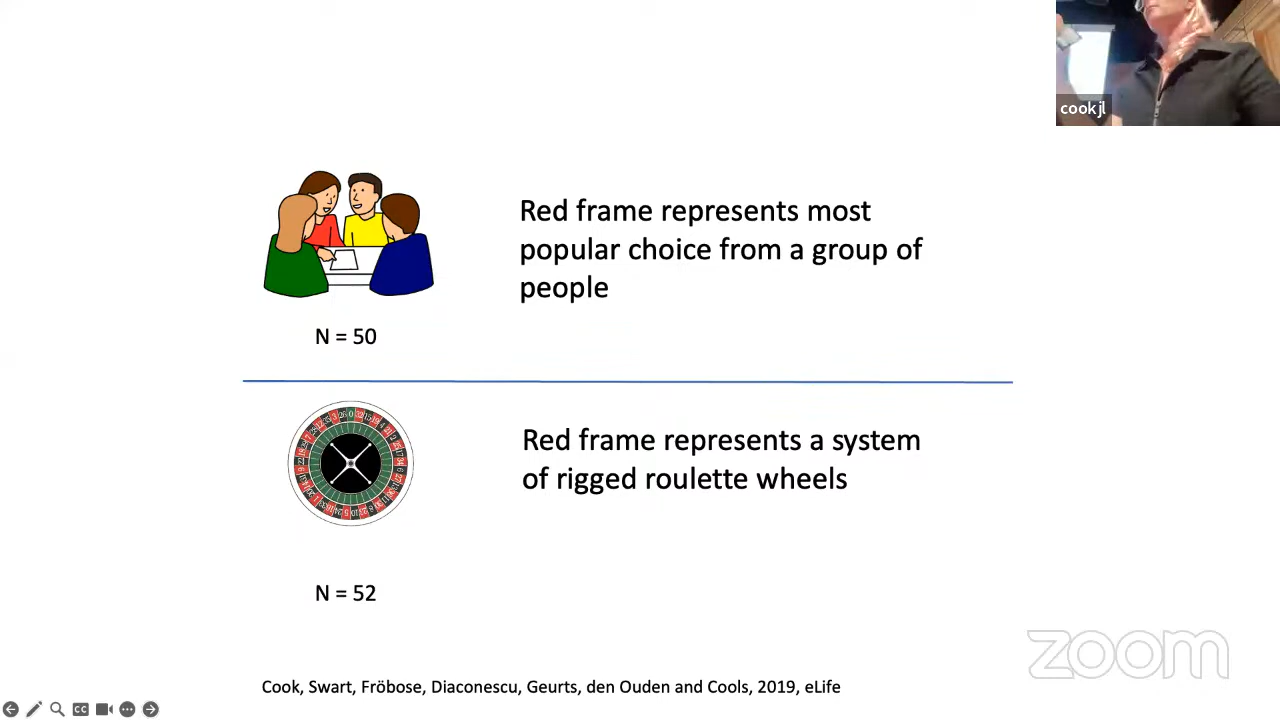 cookjl
Red frame represents most
popular choice from a group of
people
N = 50
Red frame represents a system
of rigged roulette wheels
N = 52
zoom
Cook, Swart, Fröbose, Diaconescu, Geurts, den Ouden and Cools, 2019, eLife
CC